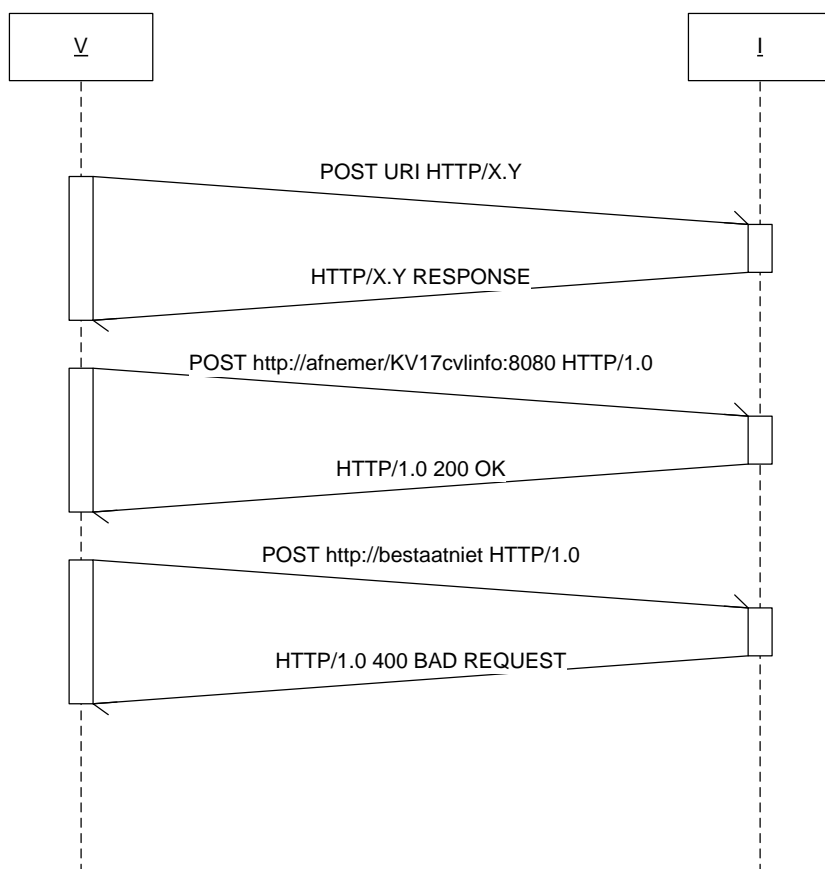 V
I
POST URI HTTP/X.Y
HTTP/X.Y RESPONSE
POST http://afnemer/KV17cvlinfo:8080 HTTP/1.0
HTTP/1.0 200 OK
POST http://bestaatniet HTTP/1.0
HTTP/1.0 400 BAD REQUEST